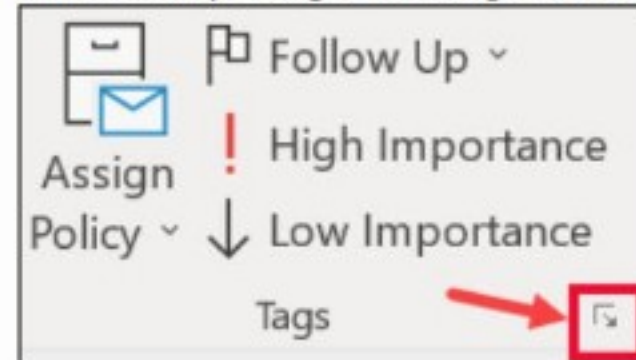 Follow Up
High Importance
Assign
Policy
Low Importance
Tags